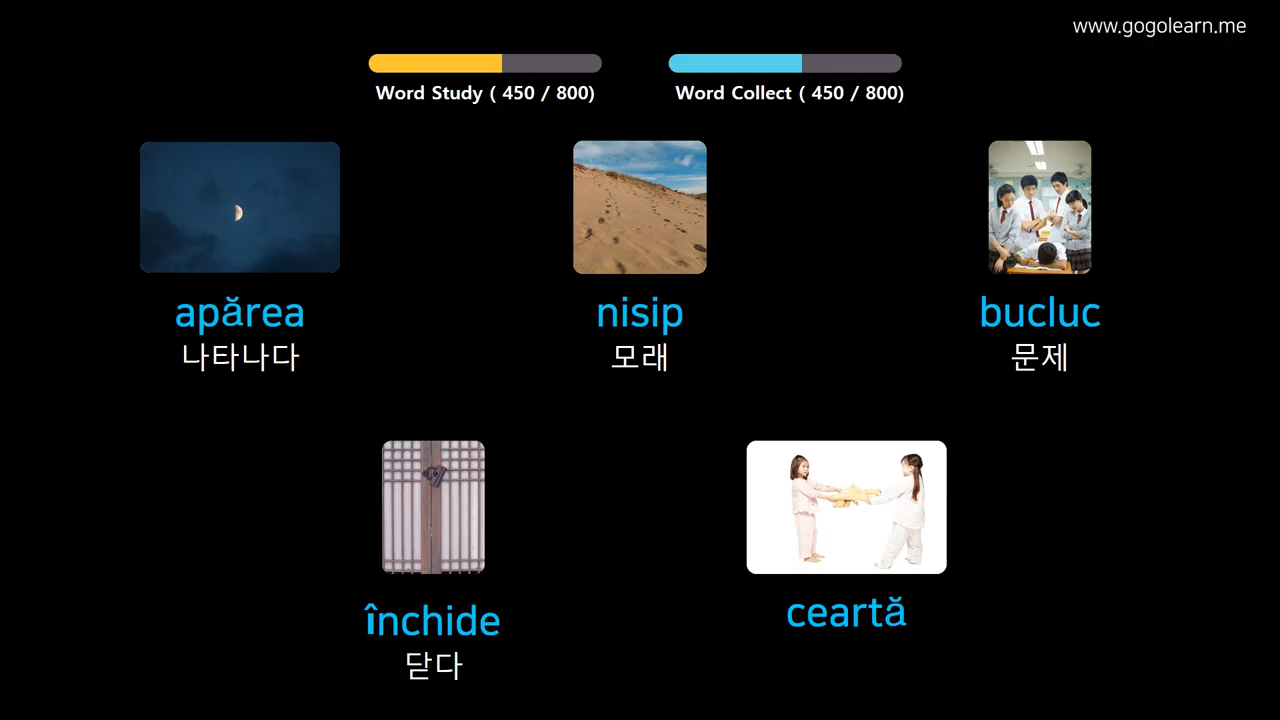 www.gogolearn.me
Word Study ( 450 / 800)
Word Collect ( 450 / 800)
apărea
나타나다
nisip
모래
bucluc
문제
închide
닫다
ceartă